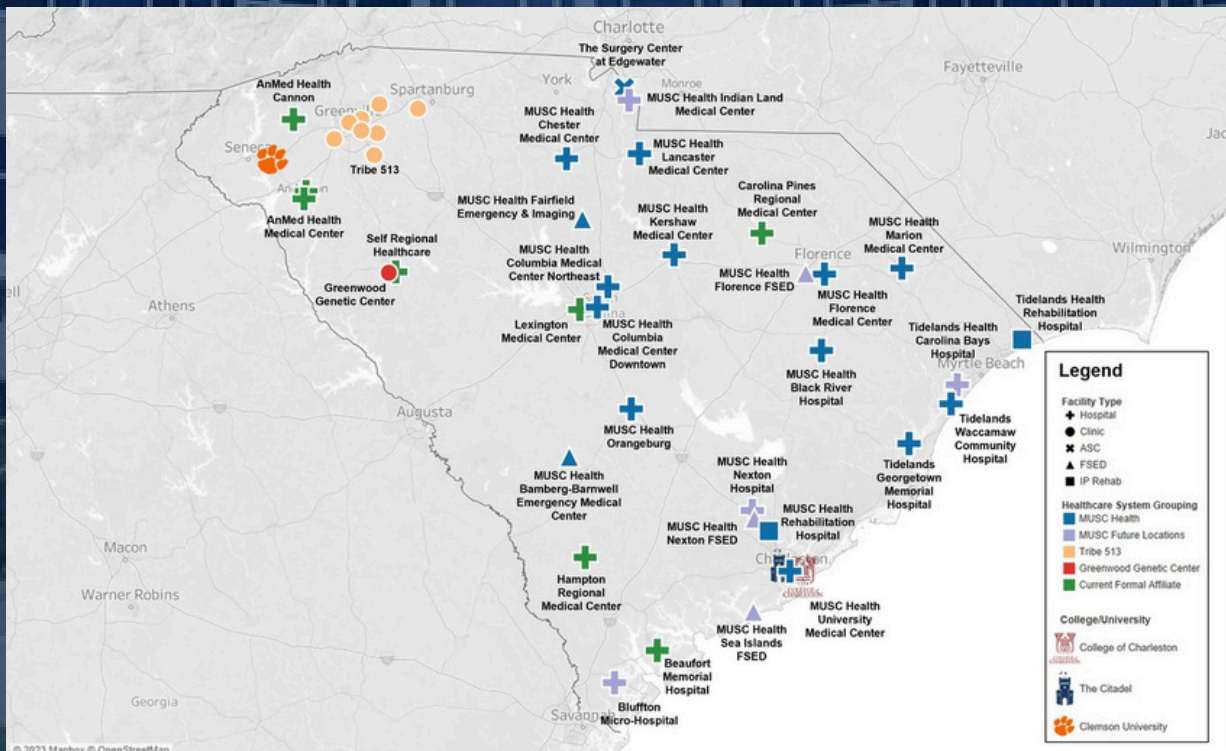 Charlotte
The Surgery Center
at Edgewater
Fayetteville
AnMed Health
Cannon
Spartanburg
York
Monroe
MUSC Health Indian Land
Medical Center
MUSC Health
Chester
Medical Center
Seneca
Tribe 513
MUSC Health
Lancaster
Medical Center
MUSC Health Fairfield
Emergency & Imaging
Carolina Pines
Regional
Medical Center
MUSC Health
Kershaw
Medical Center
MUSC Health
Marion
Medical Center
AnMed Health
Medical Center
Self Regional
Healthcare
Greenwood
Genetic Center
MUSC Health
Columbia Medical
Center Northeast
Wilmington
Florence
MUSC Health
Florence FSED
MUSC Health
Florence
Medical Center
Athens
Lexington
Medical Center
MUSC Health
Columbia
Medical Center
Downtown
Tidelands Health
Rehabilitation
Hospital
Tidelands Health
Carolina Bays
Hospital
Myrtle Beach
MUSC Health
Black River
Hospital
Augusta
MUSC Health
Orangeburg
Tidelands
Waccamaw
Community
Hospital
Tidelands
Georgetown
Memorial
Hospital
MUSC Health
Bamberg-Barnwell
Emergency Medical
Center
MUSC Health
Nexton
Hospital
MUSC Health
Nexton FSED
MUSC Health
Rehabilitation
Hospital
Macon
Warner Robins
Hampton
Regional
Medical Center
Charleston
MUSC Health
University
Medical Center
MUSC Health
Sea Islands
FSED
Beaufort
Memorial
Hospital
Bluffton
Micro-Hospital
Georgia
Savannah
© 2023 Mapbox © OpenStreetMap
Legend
Facility Type
Hospital
Clinic
ASC
FSED
IP Rehab
Healthcare System Grouping
MUSC Health
MUSC Future Locations
Tribe 513
Greenwood Genetic Center
Current Formal Affiliate
College/University
College of Charleston
The Citadel
Clemson University